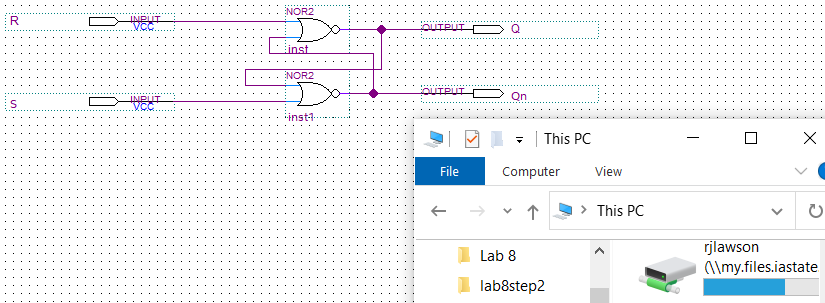 NOR2
R
INPUT
VCC
OUTPUT
Q
inst
NOR2
S
INPUT
VCC
OUTPUT
Qn
inst1
This PC
File
Computer
View
This PC
Lab 8
lab8step2
rjlawson
(\\my.files.iastate.